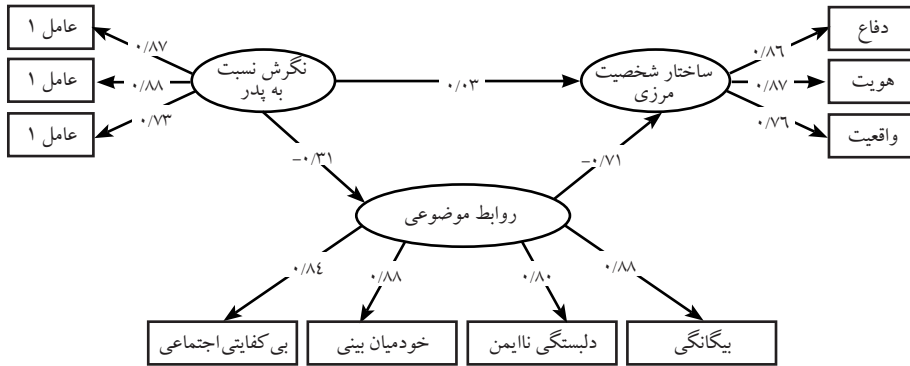 عامل ۱
عامل ۱
عامل ۱
۰/۸۷
۰/۸۸
۰/۷۳
نگرش نسبت
به پدر
۰/۰۳
ساختار شخصیت
مرزی
۰/۸۶
۰/۸۷
۰/۷۶
دفاع
هویت
واقعیت
−۰/۳۱
−۰/۷۱
روابط موضوعی
۰/۸٤
۰/۸۸
۰/۸۰
۰/۸۸
بی کفایتی اجتماعی
خودمیان بینی
دلبستگی ناایمن
بیگانگی